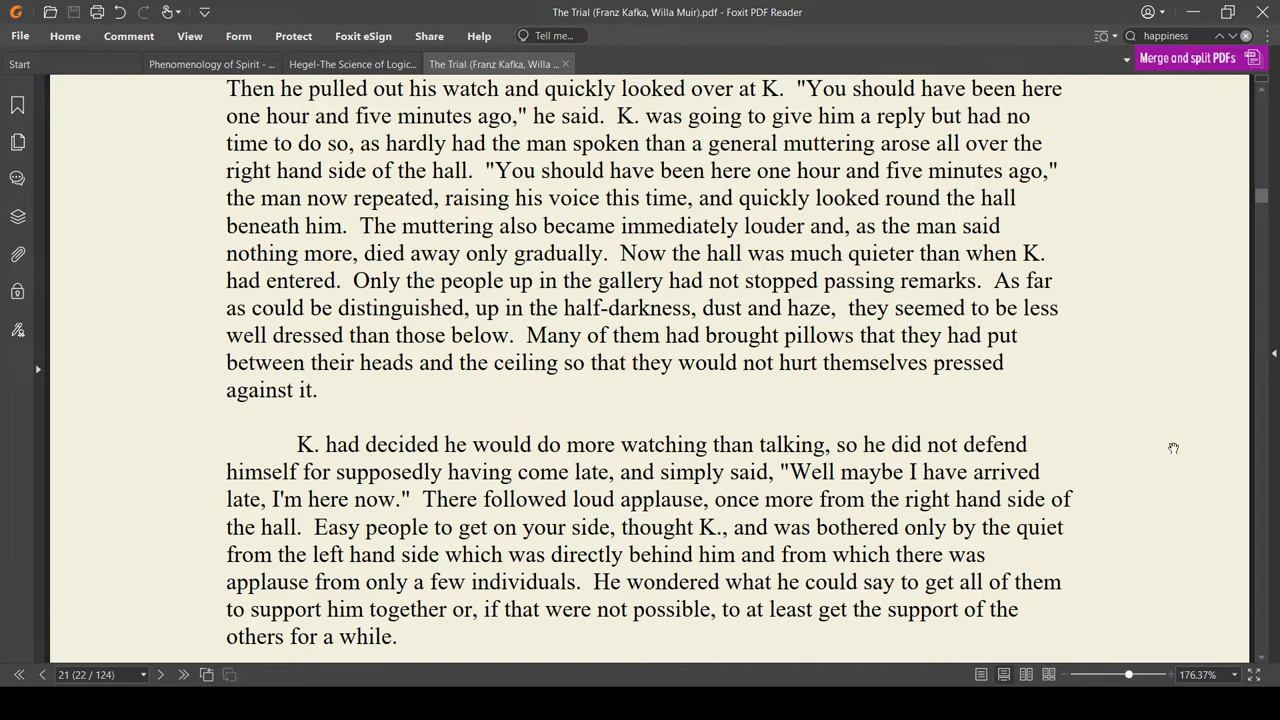 The Trial (Franz Kafka, Willa Muir).pdf - Foxit PDF Reader
File Home Comment View Form Protect Foxit eSign Share Help Tell me... happiness
Start Phenomenology of Spirit - ... Hegel-The Science of Logic... The Trial (Franz Kafka, Willa ... Merge and split PDFs
Then he pulled out his watch and quickly looked over at K.  "You should have been here
one hour and five minutes ago," he said.  K. was going to give him a reply but had no
time to do so, as hardly had the man spoken than a general muttering arose all over the
right hand side of the hall.  "You should have been here one hour and five minutes ago,"
the man now repeated, raising his voice this time, and quickly looked round the hall
beneath him.  The muttering also became immediately louder and, as the man said
nothing more, died away only gradually.  Now the hall was much quieter than when K.
had entered.  Only the people up in the gallery had not stopped passing remarks.  As far
as could be distinguished, up in the half-darkness, dust and haze,  they seemed to be less
well dressed than those below.  Many of them had brought pillows that they had put
between their heads and the ceiling so that they would not hurt themselves pressed
against it.
K. had decided he would do more watching than talking, so he did not defend
himself for supposedly having come late, and simply said, "Well maybe I have arrived
late, I'm here now."  There followed loud applause, once more from the right hand side of
the hall.  Easy people to get on your side, thought K., and was bothered only by the quiet
from the left hand side which was directly behind him and from which there was
applause from only a few individuals.  He wondered what he could say to get all of them
to support him together or, if that were not possible, to at least get the support of the
others for a while.
21 (22 / 124) 176.37%